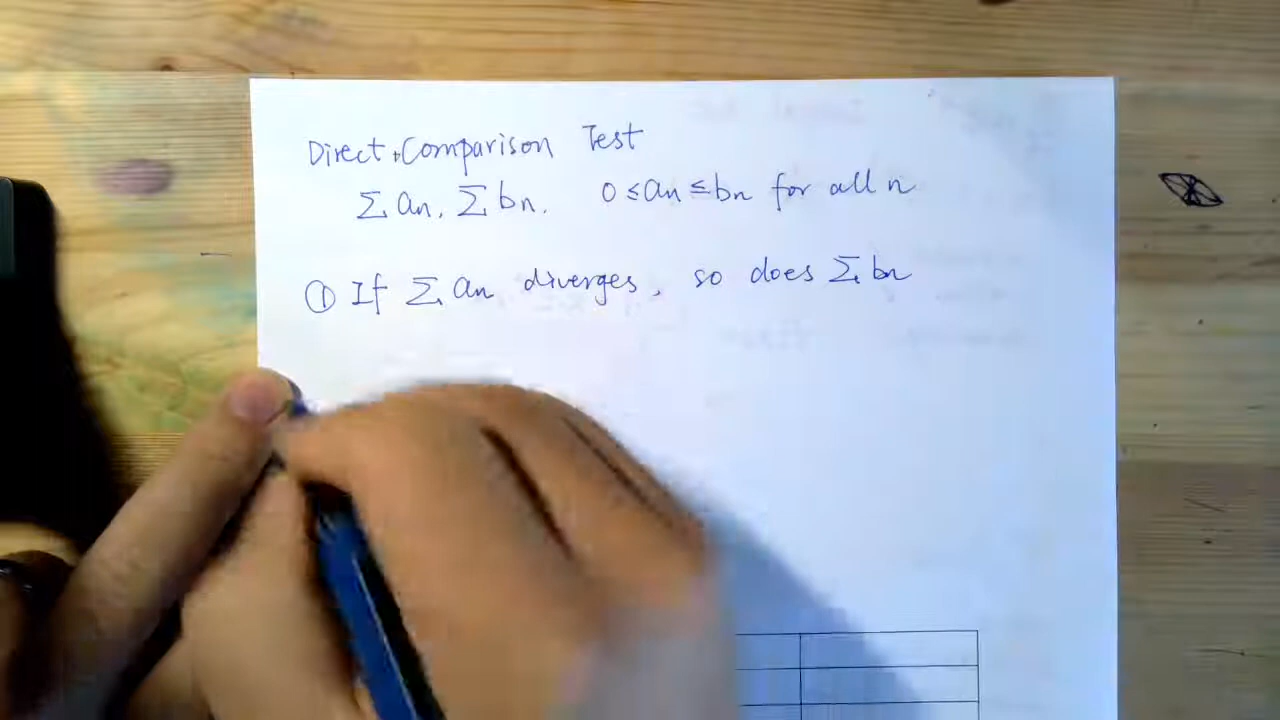 Direct Comparison Test
Σ an, Σ bn, 0 ≤ an ≤ bn for all n
① If Σ an diverges, so does Σ bn